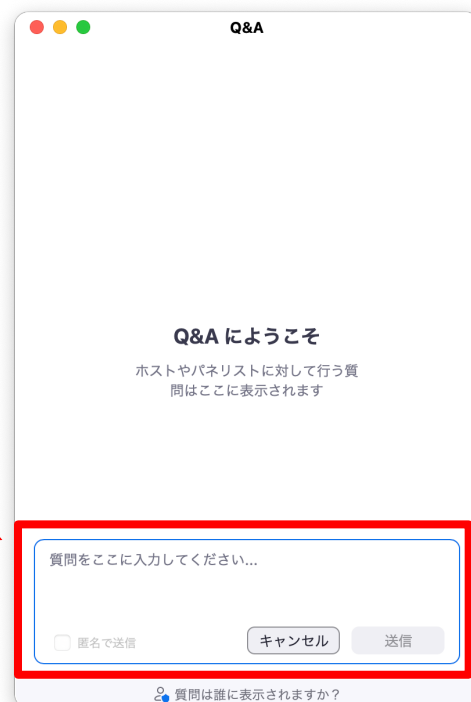 Q&A
Q&A にようこそ
ホストやパネリストに対して行う質
問はここに表示されます
質問をここに入力してください...
匿名で送信
キャンセル
送信
質問は誰に表示されますか？